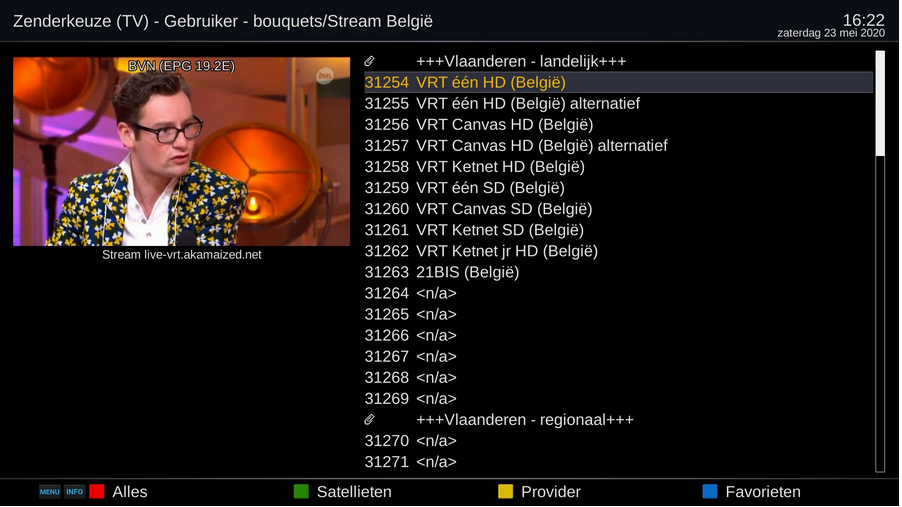 Zenderkeuze (TV) - Gebruiker - bouquets/Stream België
16:22
zaterdag 23 mei 2020
BVN (EPG 19.2E)
bvn.
Stream live-vrt.akamaized.net
+++Vlaanderen - landelijk+++
31254 VRT één HD (België)
31255 VRT één HD (België) alternatief
31256 VRT Canvas HD (België)
31257 VRT Canvas HD (België) alternatief
31258 VRT Ketnet HD (België)
31259 VRT één SD (België)
31260 VRT Canvas SD (België)
31261 VRT Ketnet SD (België)
31262 VRT Ketnet jr HD (België)
31263 21BIS (België)
31264 <n/a>
31265 <n/a>
31266 <n/a>
31267 <n/a>
31268 <n/a>
31269 <n/a>
+++Vlaanderen - regionaal+++
31270 <n/a>
31271 <n/a>
MENU INFO Alles Satellieten Provider Favorieten